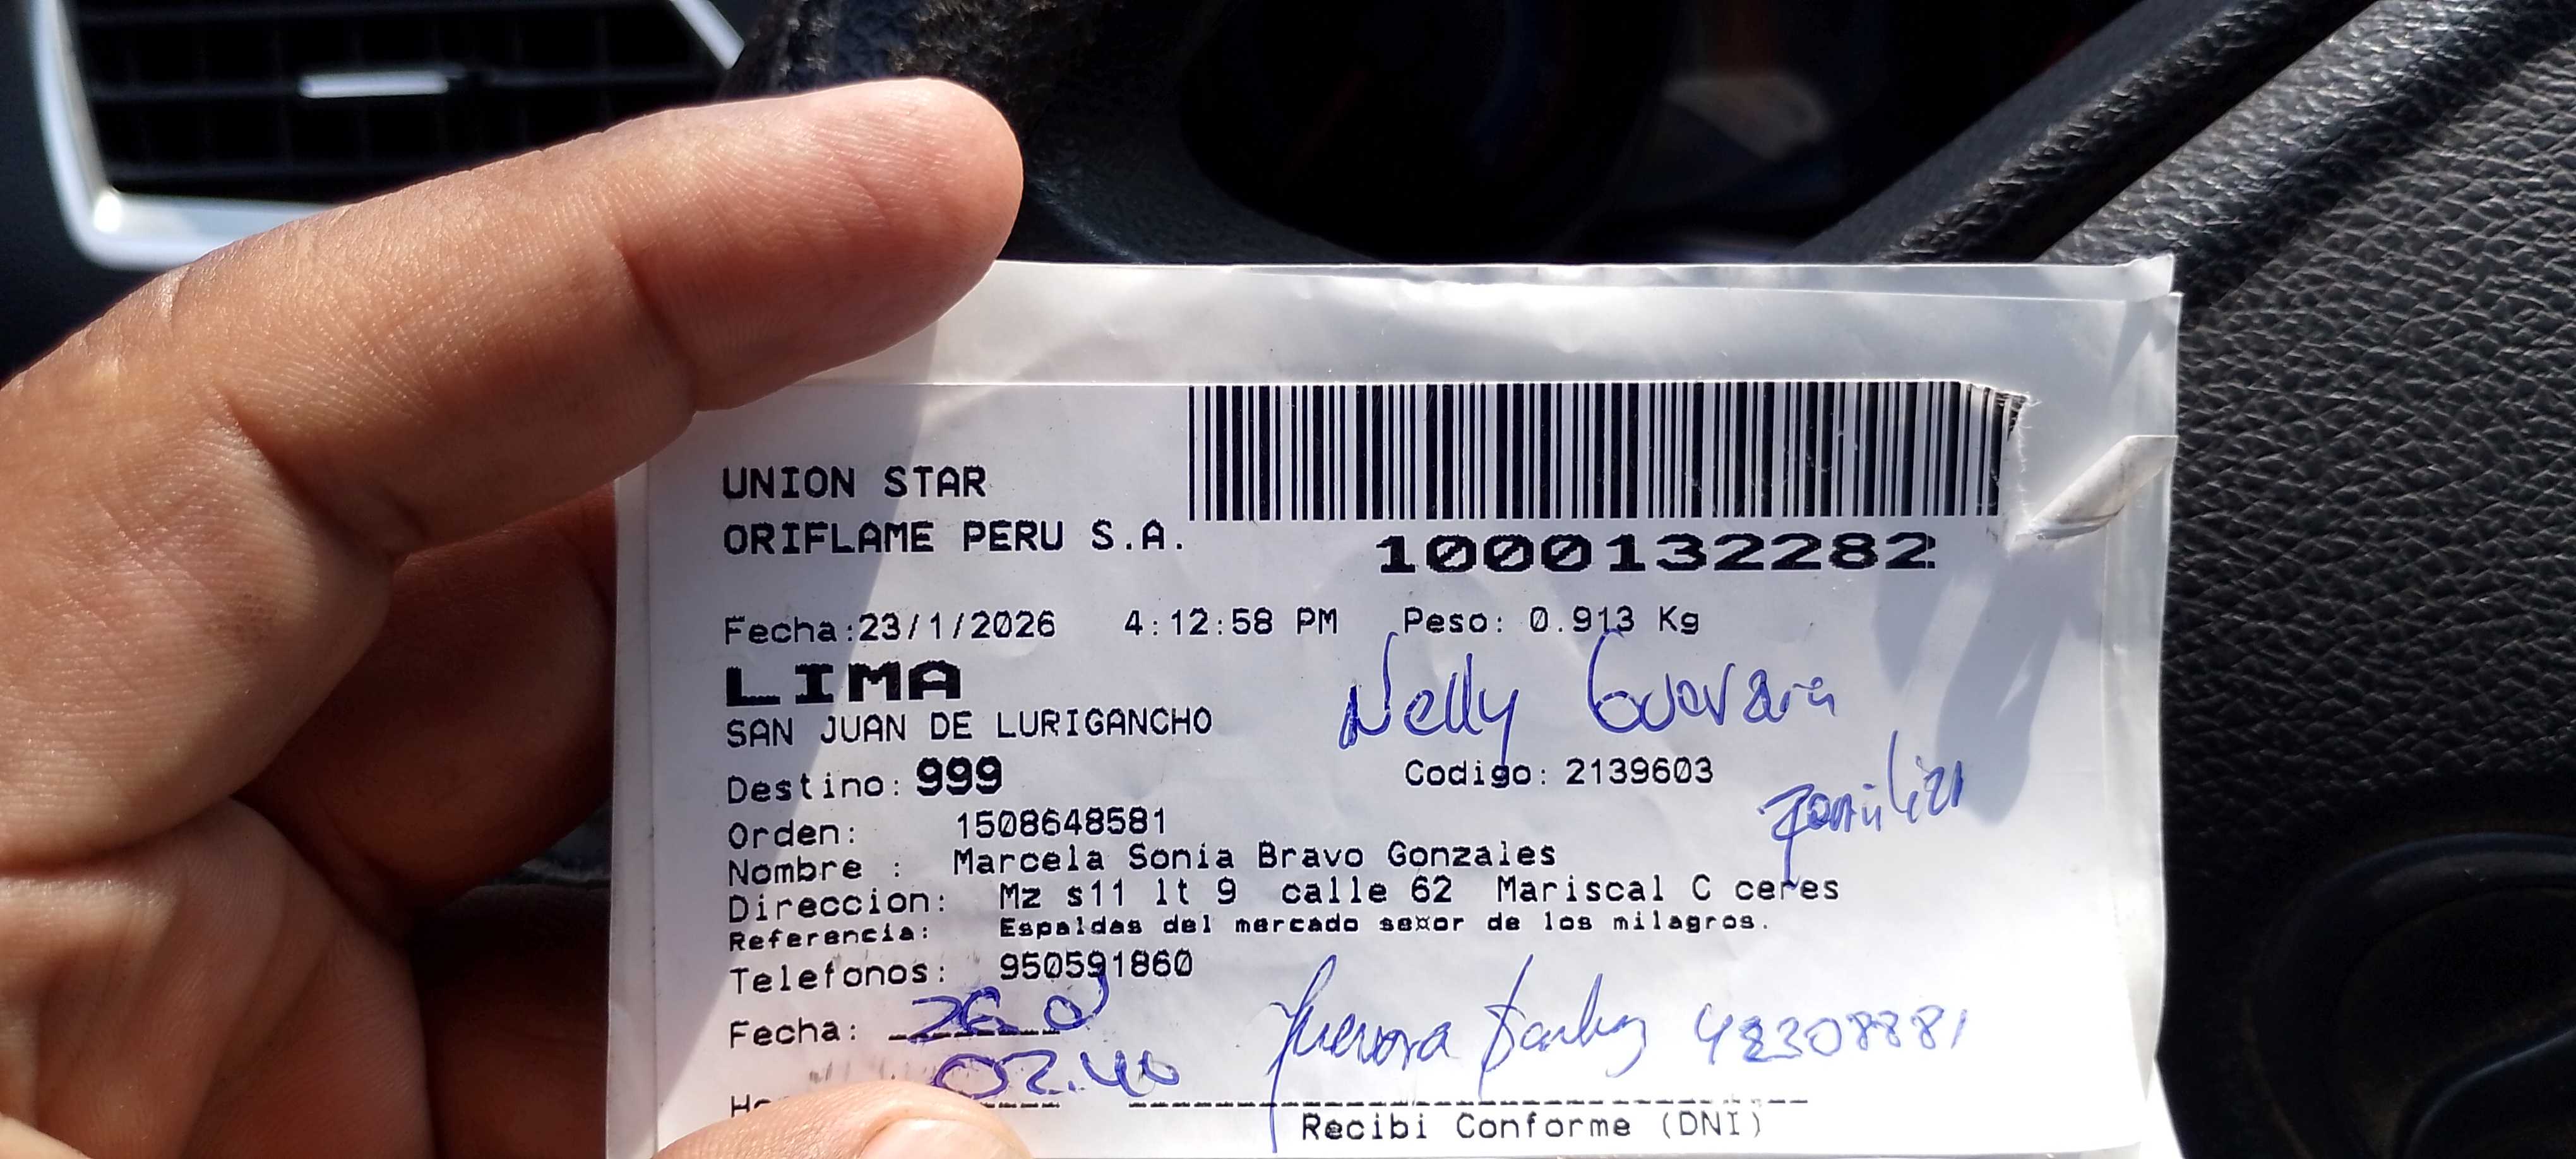 UNION STAR
ORIFLAME PERU S.A.
1000132282
Fecha:23/1/2026 4:12:58 PM Peso: 0.913 Kg
LIMA
Nelly Guevara
SAN JUAN DE LURIGANCHO
Destino: 999 Codigo: 2139603
Orden: 1508648581
Nombre : Marcela Sonia Bravo Gonzales
Direccion: Mz s11 lt 9 calle 62 Mariscal C ceres
Referencia: Espaldas del mercado sexor de los milagros.
Telefonos: 950591860
Fecha: 26 01
02.40
Recibi Conforme (DNI)